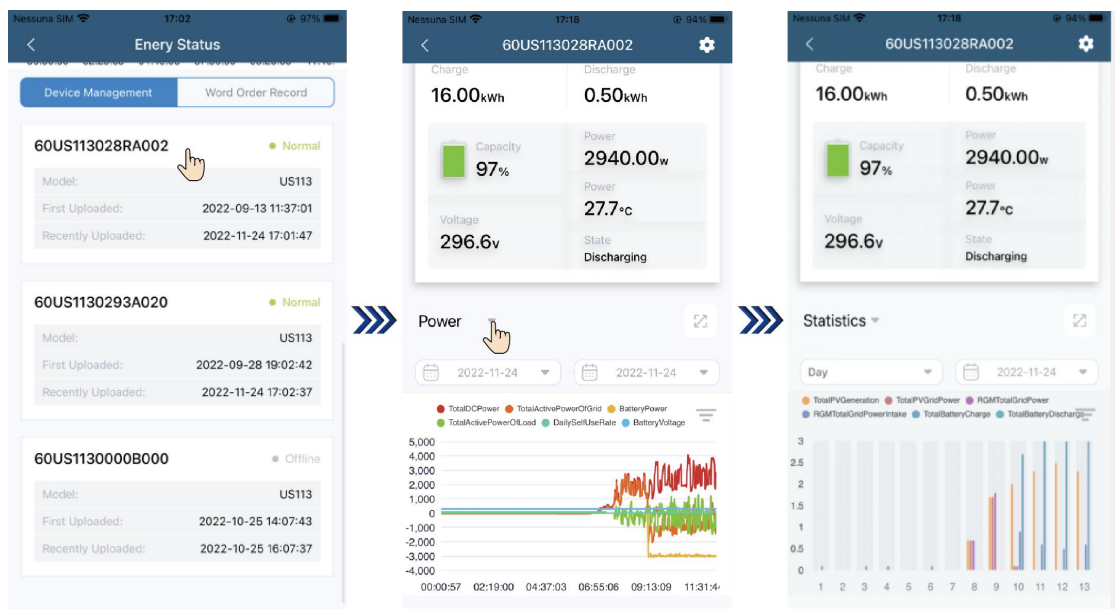 Nessuna SIM 17:02 97%
Enery Status
Device Management Word Order Record
60US113028RA002 Normal
Model: US113
First Uploaded: 2022-09-13 11:37:01
Recently Uploaded: 2022-11-24 17:01:47
60US1130293A020 Normal
Model: US113
First Uploaded: 2022-09-28 19:02:42
Recently Uploaded: 2022-11-24 17:02:37
60US1130000B000 Offline
Model: US113
First Uploaded: 2022-10-25 14:07:43
Recently Uploaded: 2022-10-25 16:07:37
Nessuna SIM 17:18 94%
60US113028RA002
Charge Discharge
16.00kWh 0.50kWh
Capacity
97%
Power
2940.00w
Power
27.7°C
Voltage
296.6v
State
Discharging
Power
2022-11-24 2022-11-24
TotalDCPower TotalActivePowerOfGrid BatteryPower
TotalActivePowerOfLoad DailySelfUseRate BatteryVoltage
5,000
4,000
3,000
2,000
1,000
0
-1,000
-2,000
-3,000
-4,000
00:00:57 02:19:00 04:37:03 06:55:06 09:13:09 11:31:4
Nessuna SIM 17:18 94%
60US113028RA002
Charge Discharge
16.00kWh 0.50kWh
Capacity
97%
Power
2940.00w
Power
27.7°C
Voltage
296.6v
State
Discharging
Statistics
Day 2022-11-24
TotalPVGeneration TotalPVGridPower RGMTotalGridPower
RGMTotalGridPowerIntake TotalBatteryCharge TotalBatteryDischarge
3
2.5
2
1.5
1
0.5
0
1 2 3 4 5 6 7 8 9 10 11 12 13